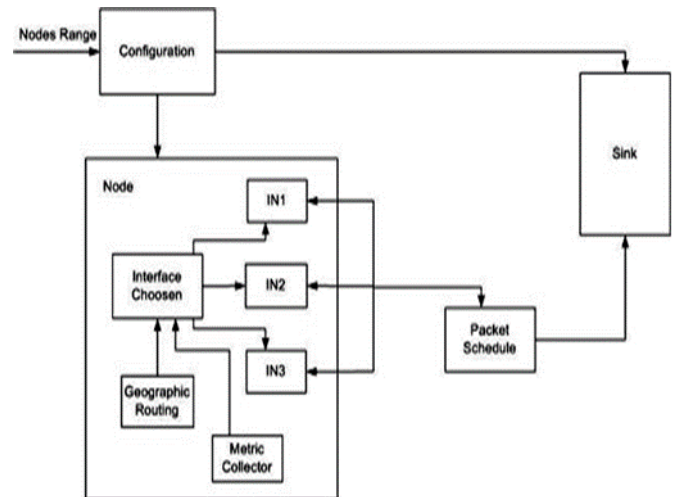 Nodes Range
Configuration
Sink
Node
IN1
Interface
Choosen
IN2
Packet
Schedule
IN3
Geographic
Routing
Metric
Collector